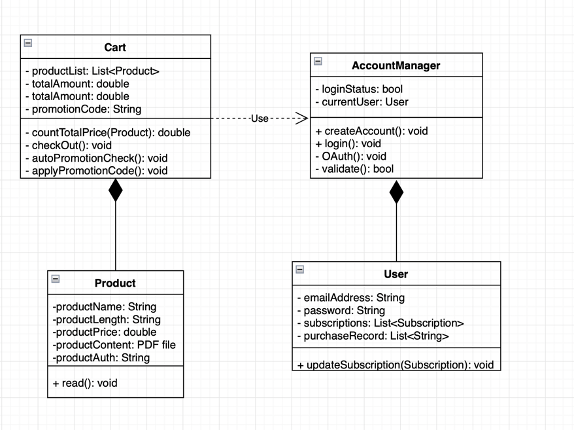 Cart
- productList: List<Product>
- totalAmount: double
- totalAmount: double
- promotionCode: String
- countTotalPrice(Product): double
- checkOut(): void
- autoPromotionCheck(): void
- applyPromotionCode(): void
Use
AccountManager
- loginStatus: bool
- currentUser: User
+ createAccount(): void
+ login(): void
- OAuth(): void
- validate(): bool
Product
-productName: String
-productLength: String
-productPrice: double
-productContent: PDF file
-productAuth: String
+ read(): void
User
- emailAddress: String
- password: String
- subscriptions: List<Subscription>
- purchaseRecord: List<String>
+ updateSubscription(Subscription): void